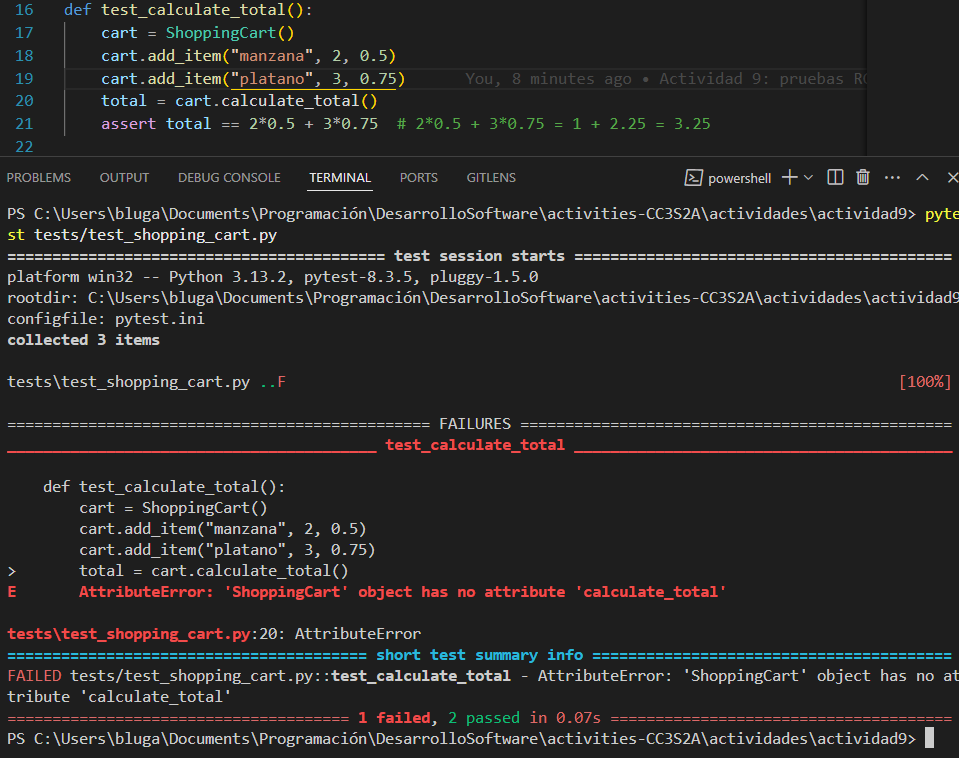 16 def test_calculate_total():
17 cart = ShoppingCart()
18 cart.add_item("manzana", 2, 0.5)
19 cart.add_item("platano", 3, 0.75) You, 8 minutes ago • Actividad 9: pruebas RG
20 total = cart.calculate_total()
21 assert total == 2*0.5 + 3*0.75 # 2*0.5 + 3*0.75 = 1 + 2.25 = 3.25
22
PROBLEMS OUTPUT DEBUG CONSOLE TERMINAL PORTS GITLENS powershell
PS C:\Users\bluga\Documents\Programación\DesarrolloSoftware\activities-CC3S2A\actividades\actividad9> pyte
st tests/test_shopping_cart.py
========================================== test session starts ==========================================
platform win32 -- Python 3.13.2, pytest-8.3.5, pluggy-1.5.0
rootdir: C:\Users\bluga\Documents\Programación\DesarrolloSoftware\activities-CC3S2A\actividades\actividad9
configfile: pytest.ini
collected 3 items
tests\test_shopping_cart.py ..F [100%]
=============================================== FAILURES ================================================
_________________________________________ test_calculate_total __________________________________________
def test_calculate_total():
cart = ShoppingCart()
cart.add_item("manzana", 2, 0.5)
cart.add_item("platano", 3, 0.75)
> total = cart.calculate_total()
E AttributeError: 'ShoppingCart' object has no attribute 'calculate_total'
tests\test_shopping_cart.py:20: AttributeError
======================================== short test summary info ========================================
FAILED tests/test_shopping_cart.py::test_calculate_total - AttributeError: 'ShoppingCart' object has no at
tribute 'calculate_total'
====================================== 1 failed, 2 passed in 0.07s ======================================
PS C:\Users\bluga\Documents\Programación\DesarrolloSoftware\activities-CC3S2A\actividades\actividad9>